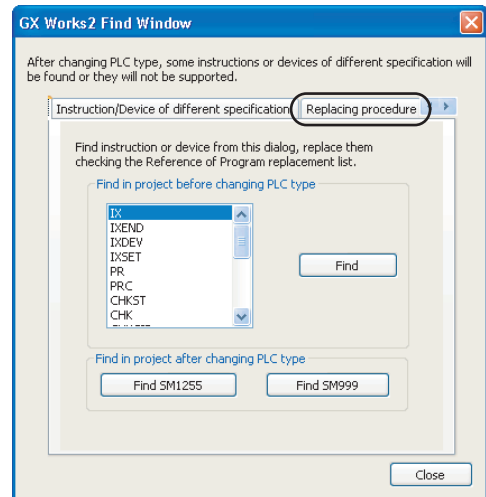 GX Works2 Find Window
After changing PLC type, some instructions or devices of different specification will
be found or they will not be supported.
Instruction/Device of different specification
Replacing procedure
Find instruction or device from this dialog, replace them
checking the Reference of Program replacement list.
Find in project before changing PLC type
IX
IXEND
IXDEV
IXSET
PR
PRC
CHKST
CHK
Find
Find in project after changing PLC type
Find SM1255
Find SM999
Close